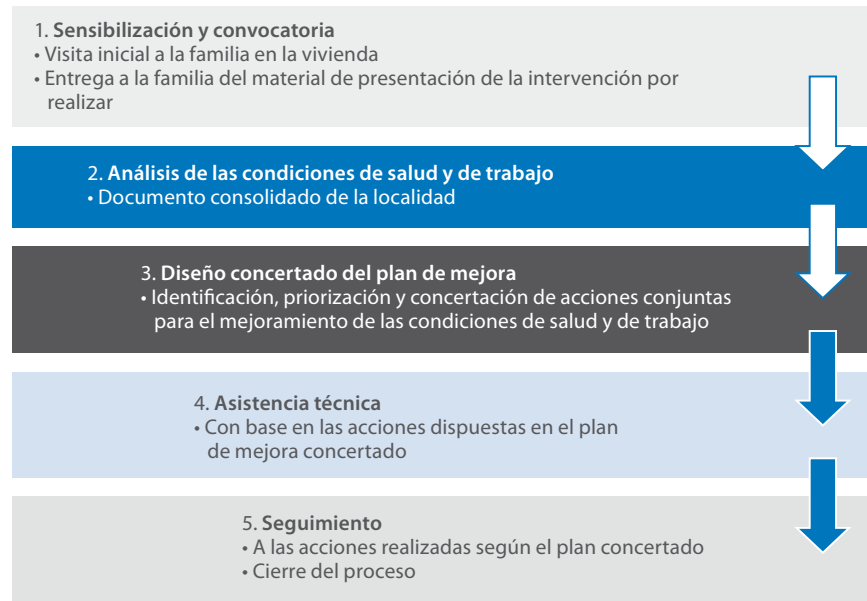 1. Sensibilización y convocatoria
• Visita inicial a la familia en la vivienda
• Entrega a la familia del material de presentación de la intervención por
realizar
2. Análisis de las condiciones de salud y de trabajo
• Documento consolidado de la localidad
3. Diseño concertado del plan de mejora
• Identificación, priorización y concertación de acciones conjuntas
para el mejoramiento de las condiciones de salud y de trabajo
4. Asistencia técnica
• Con base en las acciones dispuestas en el plan
de mejora concertado
5. Seguimiento
• A las acciones realizadas según el plan concertado
• Cierre del proceso